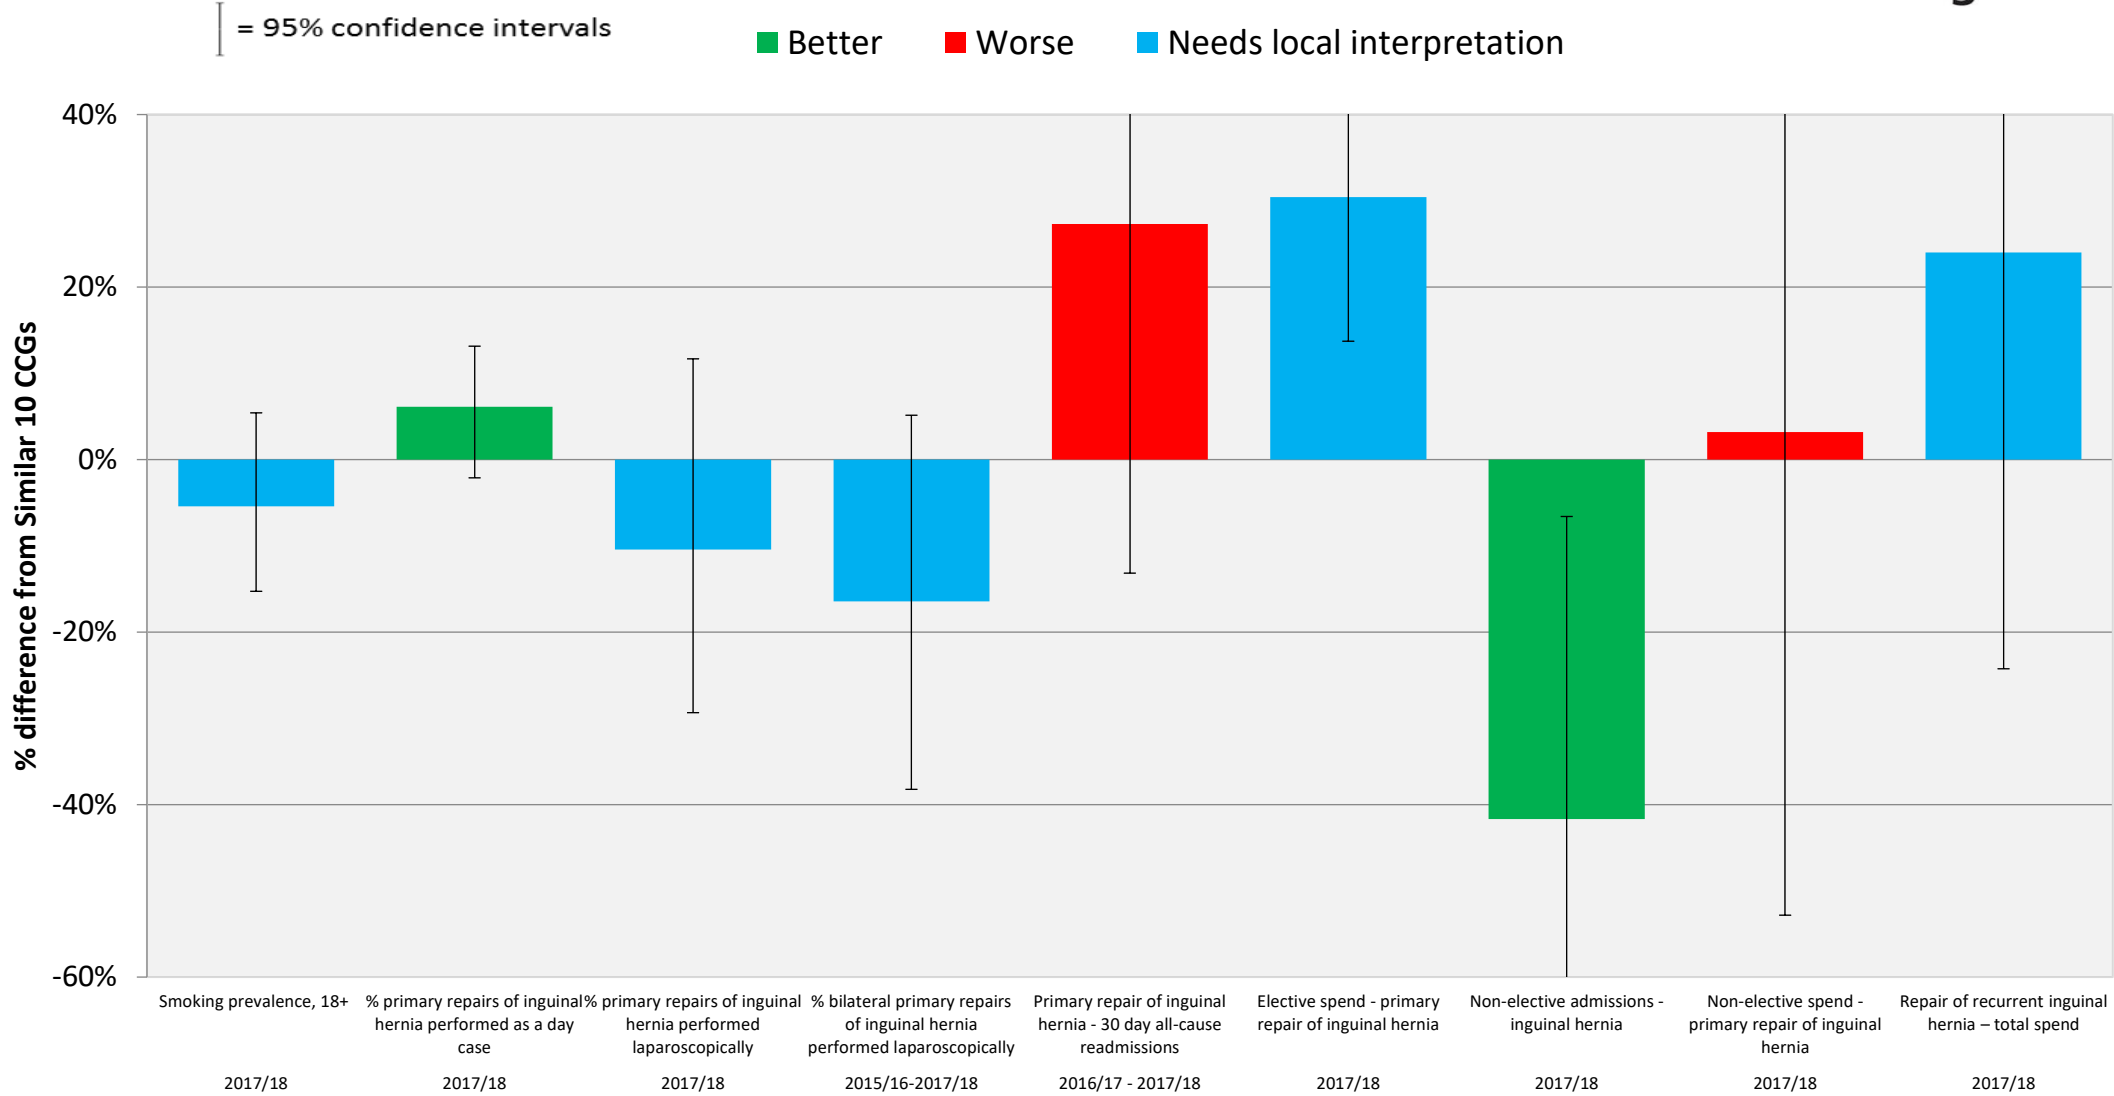 = 95% confidence intervals
Better
Worse
Needs local interpretation
% difference from Similar 10 CCGs
40%
20%
0%
-20%
-40%
-60%
Smoking prevalence, 18+
2017/18
% primary repairs of inguinal
hernia performed as a day
case
2017/18
% primary repairs of inguinal
hernia performed
laparoscopically
2017/18
% bilateral primary repairs
of inguinal hernia
performed laparoscopically
2015/16-2017/18
Primary repair of inguinal
hernia - 30 day all-cause
readmissions
2016/17 - 2017/18
Elective spend - primary
repair of inguinal hernia
2017/18
Non-elective admissions -
inguinal hernia
2017/18
Non-elective spend -
primary repair of inguinal
hernia
2017/18
Repair of recurrent inguinal
hernia – total spend
2017/18